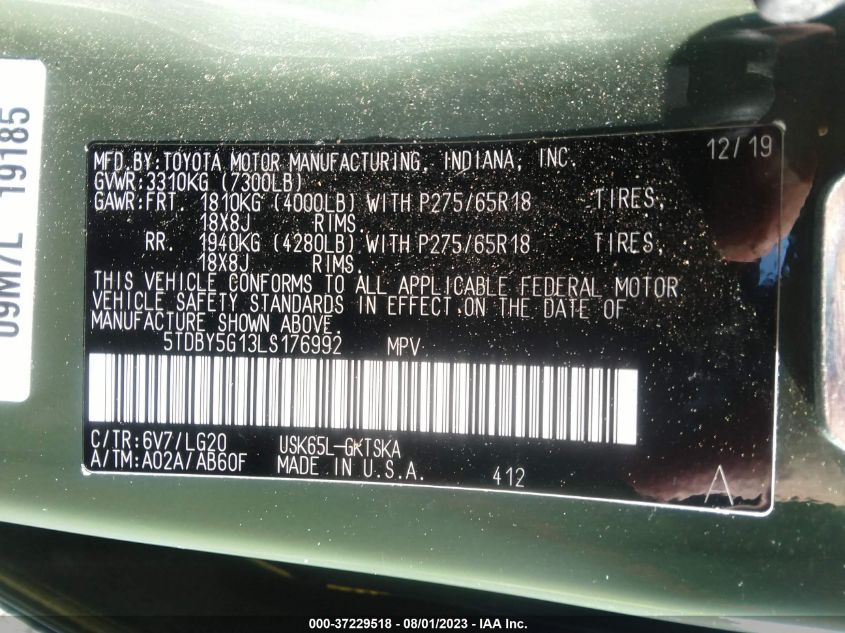 09M/L 19185
12/19
MFD.BY:TOYOTA MOTOR MANUFACTURING, INDIANA, INC.
GVWR:3310KG (7300LB)
GAWR:FRT. 1810KG (4000LB) WITH P275/65R18 TIRES,
18X8J RIMS.
RR. 1940KG (4280LB) WITH P275/65R18 TIRES,
18X8J RIMS.
THIS VEHICLE CONFORMS TO ALL APPLICABLE FEDERAL MOTOR
VEHICLE SAFETY STANDARDS IN EFFECT ON THE DATE OF
MANUFACTURE SHOWN ABOVE.
5TDBY5G13LS176992 MPV
C/TR:6V7/LG20 USK65L-GKTSKA
A/TM:A02A/AB60F MADE IN U.S.A. 412 A
000-37229518 - 08/01/2023 - IAA Inc.